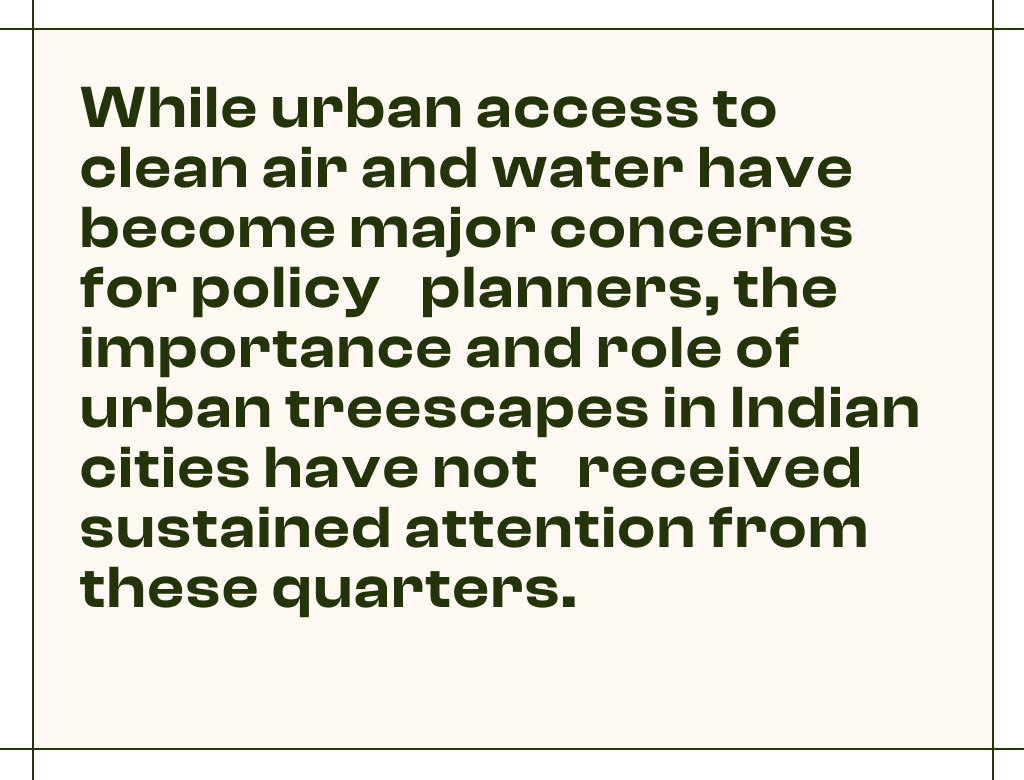 While urban access to
clean air and water have
become major concerns
for policy   planners, the
importance and role of
urban treescapes in Indian
cities have not   received
sustained attention from
these quarters.